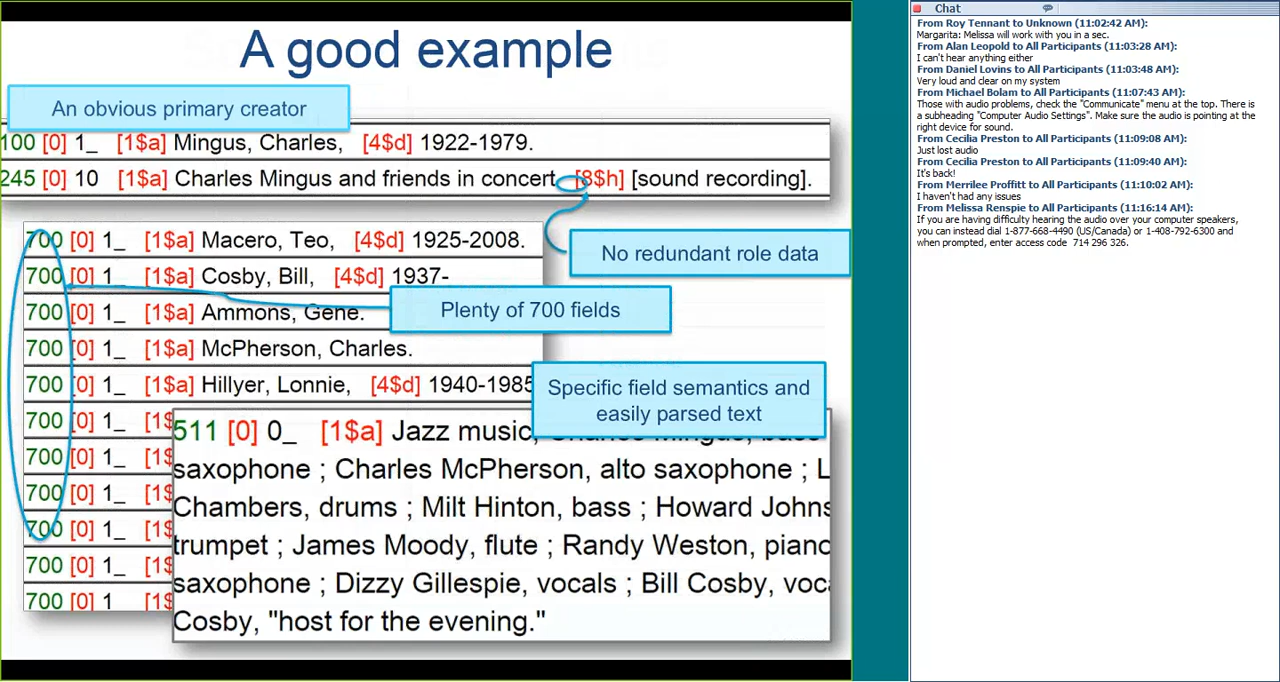 A good example
An obvious primary creator
100 [0] 1_ [1$a] Mingus, Charles, [4$d] 1922-1979.
245 [0] 10 [1$a] Charles Mingus and friends in concert [8$h] [sound recording].
No redundant role data
700 [0] 1_ [1$a] Macero, Teo, [4$d] 1925-2008.
700 [0] 1_ [1$a] Cosby, Bill, [4$d] 1937-
Plenty of 700 fields
700 [0] 1_ [1$a] Ammons, Gene.
700 [0] 1_ [1$a] McPherson, Charles.
700 [0] 1_ [1$a] Hillyer, Lonnie, [4$d] 1940-1985
Specific field semantics and
easily parsed text
700 [0] 1_ [1$
700 [0] 1_ [1$
700 [0] 1_ [1$
700 [0] 1_ [1$
700 [0] 1_ [1$
700 [0] 1 [1$
511 [0] 0_ [1$a] Jazz music, Charles Mingus, bass
saxophone ; Charles McPherson, alto saxophone ; L
Chambers, drums ; Milt Hinton, bass ; Howard Johns
trumpet ; James Moody, flute ; Randy Weston, piano
saxophone ; Dizzy Gillespie, vocals ; Bill Cosby, voca
Cosby, "host for the evening."
Chat
From Roy Tennant to Unknown (11:02:42 AM):
Margarita: Melissa will work with you in a sec.
From Alan Leopold to All Participants (11:03:28 AM):
I can't hear anything either
From Daniel Lovins to All Participants (11:03:48 AM):
Very loud and clear on my system
From Michael Bolam to All Participants (11:07:43 AM):
Those with audio problems, check the "Communicate" menu at the top. There is
a subheading "Computer Audio Settings". Make sure the audio is pointing at the
right device for sound.
From Cecilia Preston to All Participants (11:09:08 AM):
Just lost audio
From Cecilia Preston to All Participants (11:09:40 AM):
It's back!
From Merrilee Proffitt to All Participants (11:10:02 AM):
I haven't had any issues
From Melissa Renspie to All Participants (11:16:14 AM):
If you are having difficulty hearing the audio over your computer speakers,
you can instead dial 1-877-668-4490 (US/Canada) or 1-408-792-6300 and
when prompted, enter access code 714 296 326.